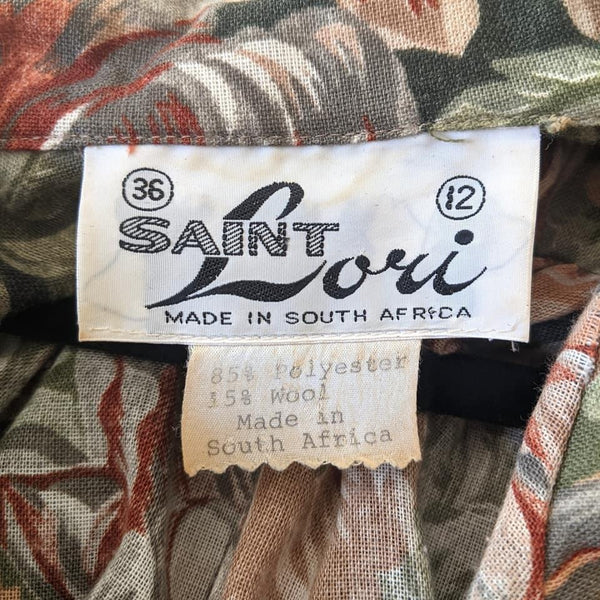 36
12
SAINT Lori
MADE IN SOUTH AFRICA
85% Polyester
15% Wool
Made in
South Africa